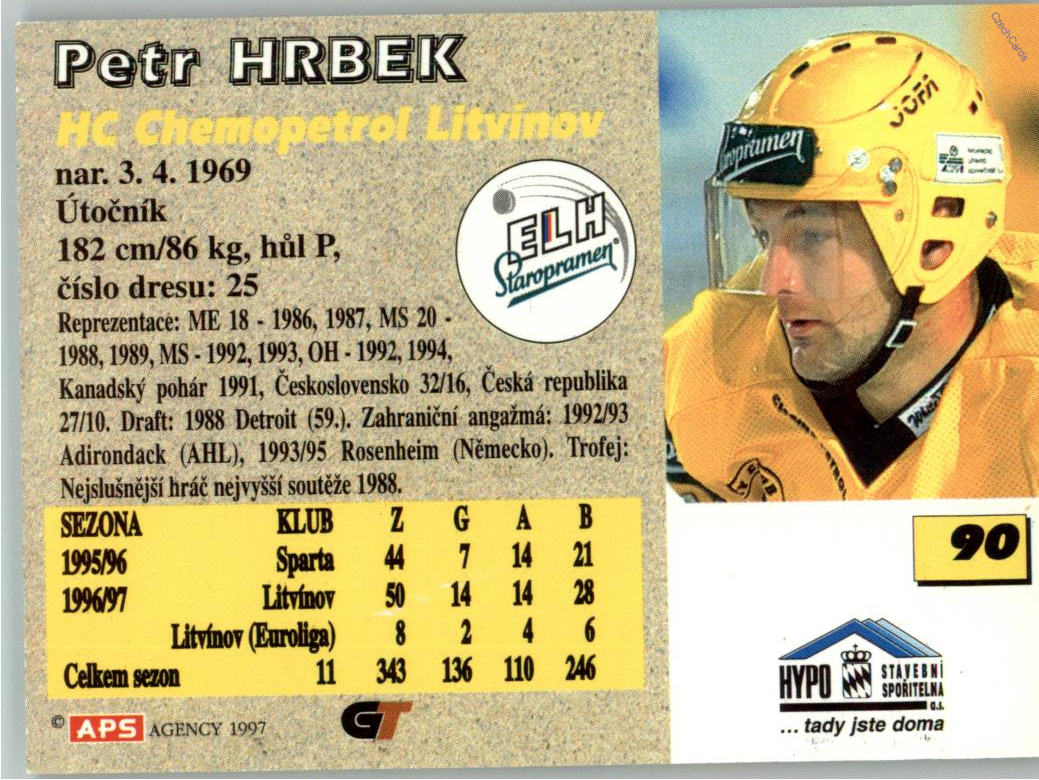 Petr HRBEK
HC Chemopetrol Litvínov
nar. 3. 4. 1969
Útočník
182 cm/86 kg, hůl P,
číslo dresu: 25
ELH
Staropramen
Reprezentace: ME 18 - 1986, 1987, MS 20 -
1988, 1989, MS - 1992, 1993, OH - 1992, 1994,
Kanadský pohár 1991, Československo 32/16, Česká republika
27/10. Draft: 1988 Detroit (59.). Zahraniční angažmá: 1992/93
Adirondack (AHL), 1993/95 Rosenheim (Německo). Trofej:
Nejslušnější hráč nejvyšší soutěže 1988.
SEZONA KLUB Z G A B
1995/96 Sparta 44 7 14 21
1996/97 Litvínov 50 14 14 28
Litvínov (Euroliga) 8 2 4 6
Celkem sezon 11 343 136 110 246
© APS AGENCY 1997
GT
CzechCards
JOFA
Staropramen
90
HYPO STAVEBNÍ
SPOŘITELNA
a.s.
... tady jste doma